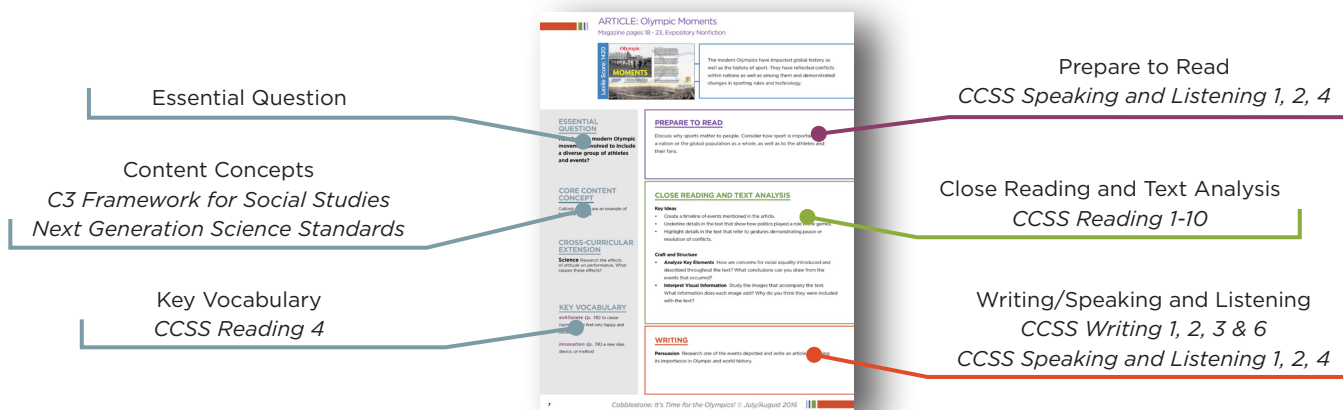 Essential Question
Content Concepts
C3 Framework for Social Studies
Next Generation Science Standards
Key Vocabulary
CCSS Reading 4
ARTICLE: Olympic Moments
Magazine pages 18 - 23, Expository Nonfiction
Lexile Score: 1420
Olympic
MOMENTS
The modern Olympics have impacted global history as
well as the history of sport. They have reflected conflicts
within nations as well as among them and demonstrated
changes in sporting rules and technology.
ESSENTIAL
QUESTION
modern Olympic
to include
a diverse group of athletes
and events?
CORE CONTENT
CONCEPT
are an example of
CROSS-CURRICULAR
EXTENSION
Science Research the effects
of altitude on performance. What
causes these effects?
KEY VOCABULARY
exhilarate (p. 18) to cause
feel very happy and
innovation (p. 19) a new idea,
device, or method
PREPARE TO READ
Discuss why sports matter to people. Consider how sport is
a nation or the global population as a whole, as well as to the athletes and
their fans.
CLOSE READING AND TEXT ANALYSIS
Key Ideas
• Create a timeline of events mentioned in the article.
• Underline details in the text that show how politics played a the games.
• Highlight details in the text that refer to gestures demonstrating peace or
resolution of conflicts.
Craft and Structure
• Analyze Key Elements How are concerns for racial equality introduced and
described throughout the text? What conclusions can you draw from the
events that occurred?
• Interpret Visual Information Study the images that accompany the text.
What information does each image add? Why do you think they were included
with the text?
WRITING
Persuasion Research one of the events depicted and write an article
its importance in Olympic and world history.
7
Cobblestone: It's Time for the Olympics! © July/August 2016
Prepare to Read
CCSS Speaking and Listening 1, 2, 4
Close Reading and Text Analysis
CCSS Reading 1-10
Writing/Speaking and Listening
CCSS Writing 1, 2, 3 & 6
CCSS Speaking and Listening 1, 2, 4